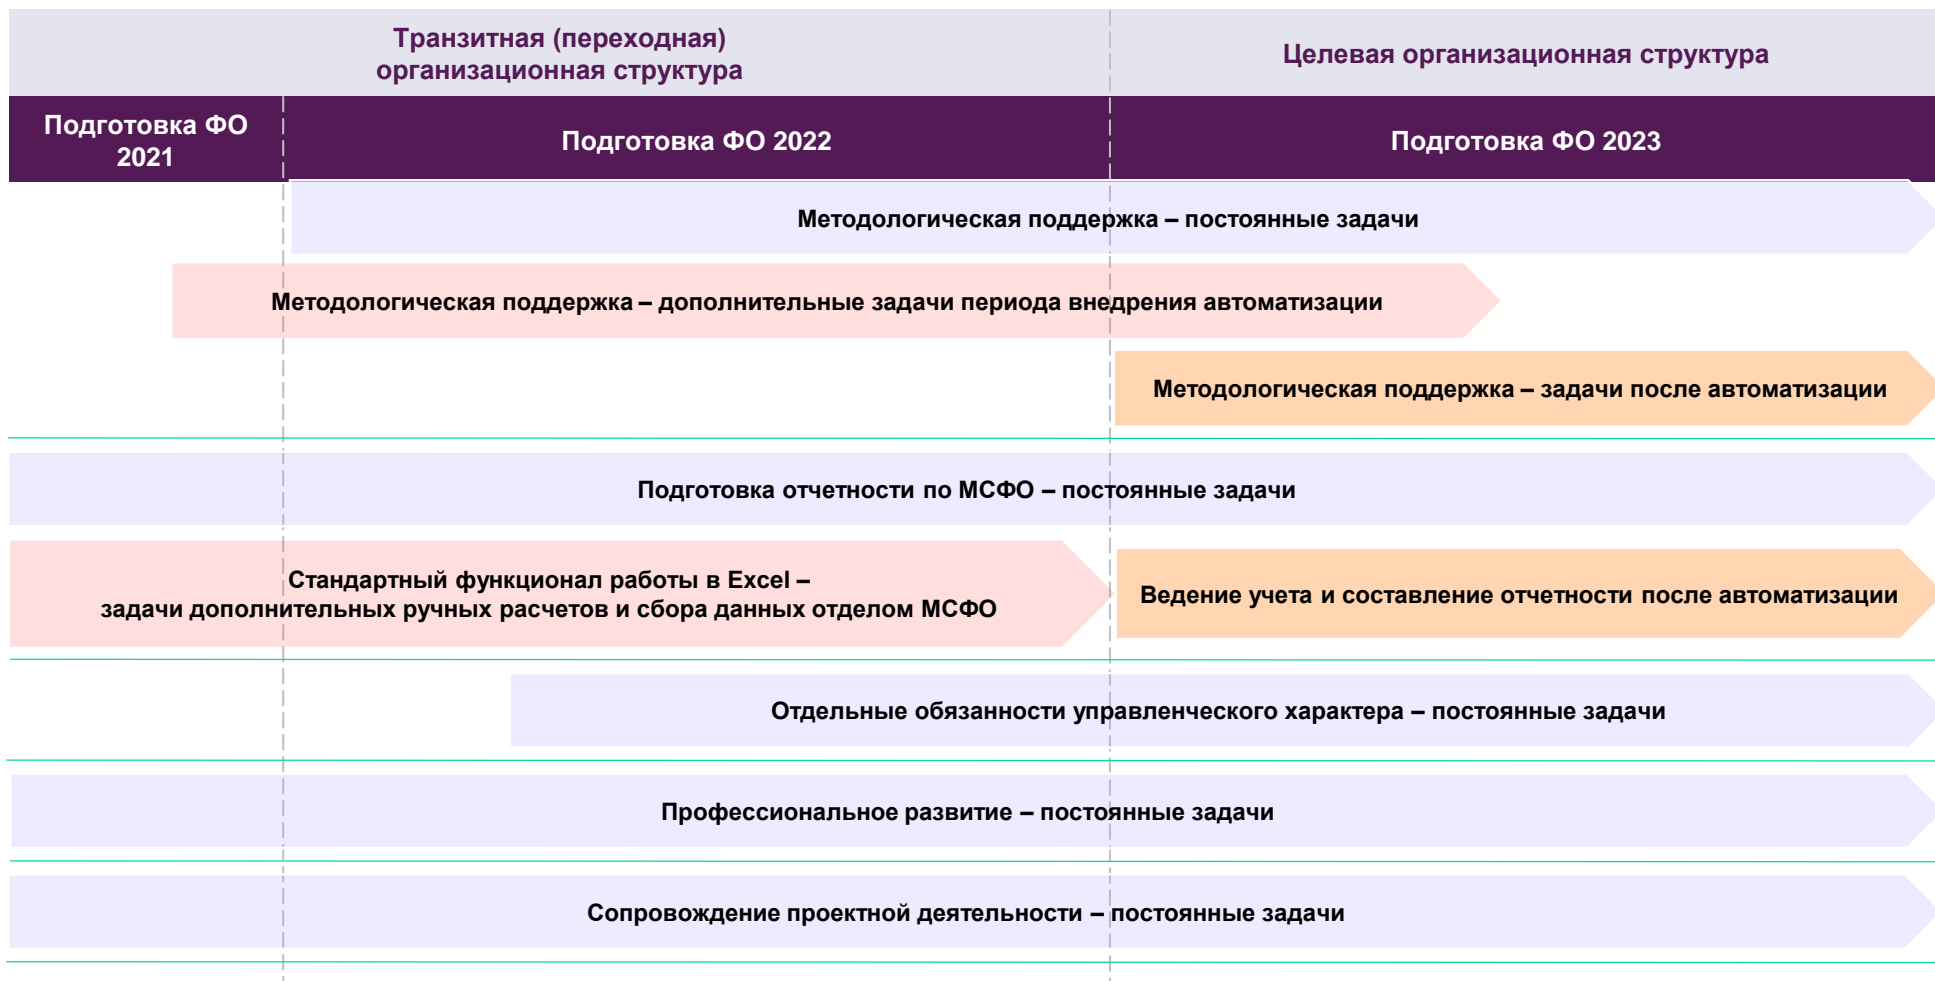 Транзитная (переходная)
организационная структура
Целевая организационная структура
Подготовка ФО
2021
Подготовка ФО 2022
Подготовка ФО 2023
Методологическая поддержка – постоянные задачи
Методологическая поддержка – дополнительные задачи периода внедрения автоматизации
Методологическая поддержка – задачи после автоматизации
Подготовка отчетности по МСФО – постоянные задачи
Стандартный функционал работы в Excel –
задачи дополнительных ручных расчетов и сбора данных отделом МСФО
Ведение учета и составление отчетности после автоматизации
Отдельные обязанности управленческого характера – постоянные задачи
Профессиональное развитие – постоянные задачи
Сопровождение проектной деятельности – постоянные задачи